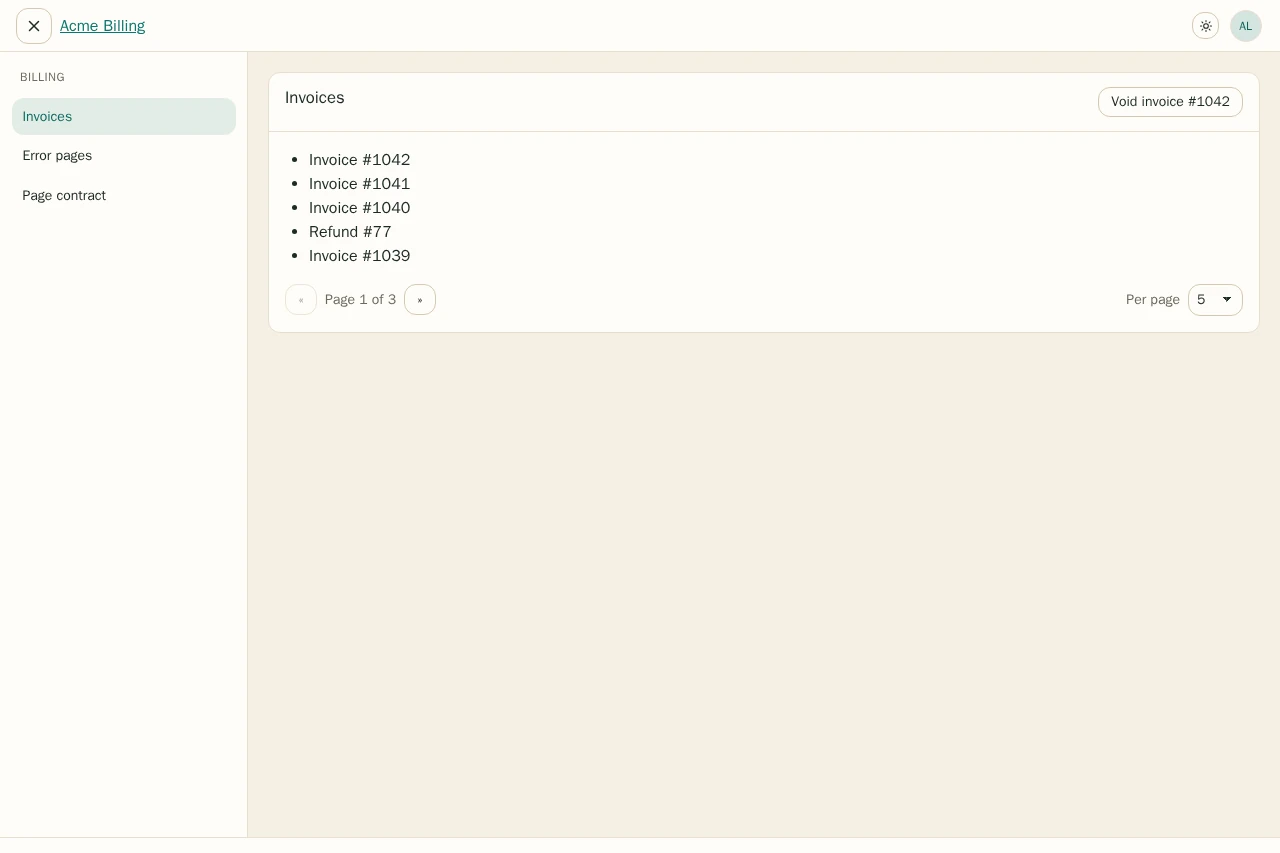 Acme Billing
AL
BILLING
Invoices
Error pages
Page contract
Invoices
Void invoice #1042
Invoice #1042
Invoice #1041
Invoice #1040
Refund #77
Invoice #1039
« Page 1 of 3 »
Per page 5